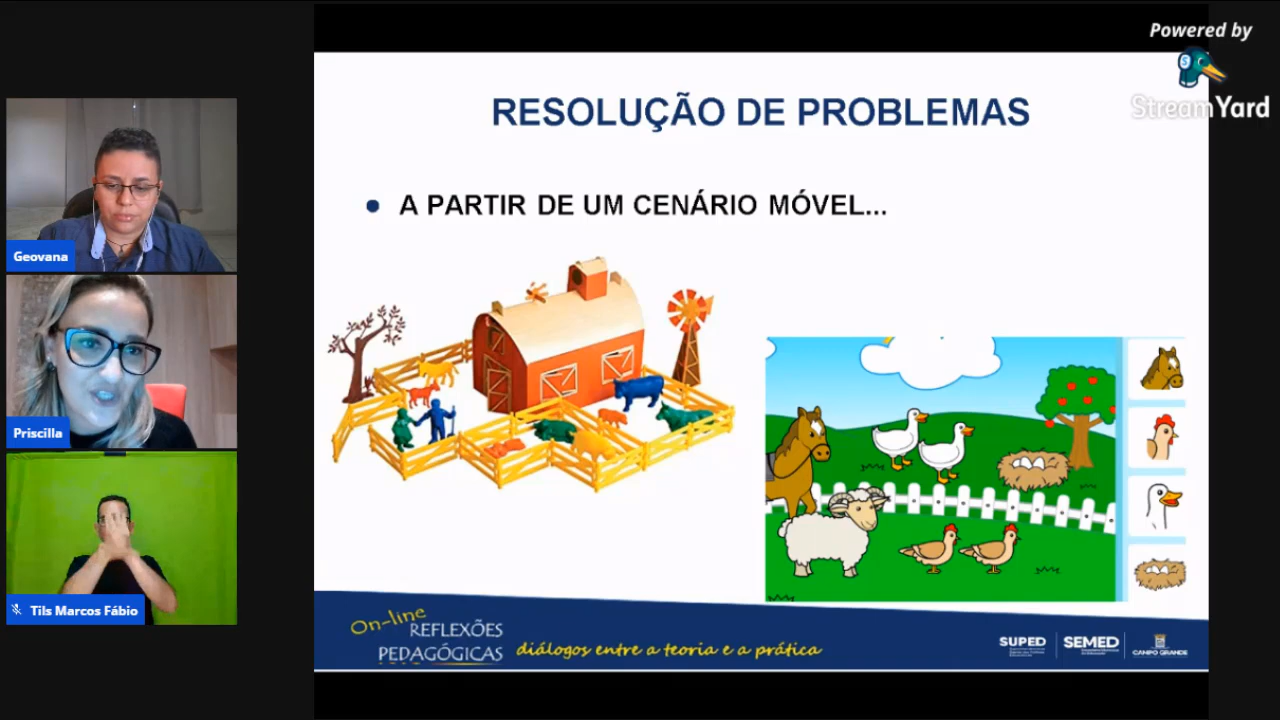 Powered by
StreamYard
RESOLUÇÃO DE PROBLEMAS
• A PARTIR DE UM CENÁRIO MÓVEL...
Geovana
Priscilla
Tils Marcos Fábio
On-line
REFLEXÕES
PEDAGÓGICAS
diálogos entre a teoria e a prática
SUPED
SEMED
CAMPO GRANDE